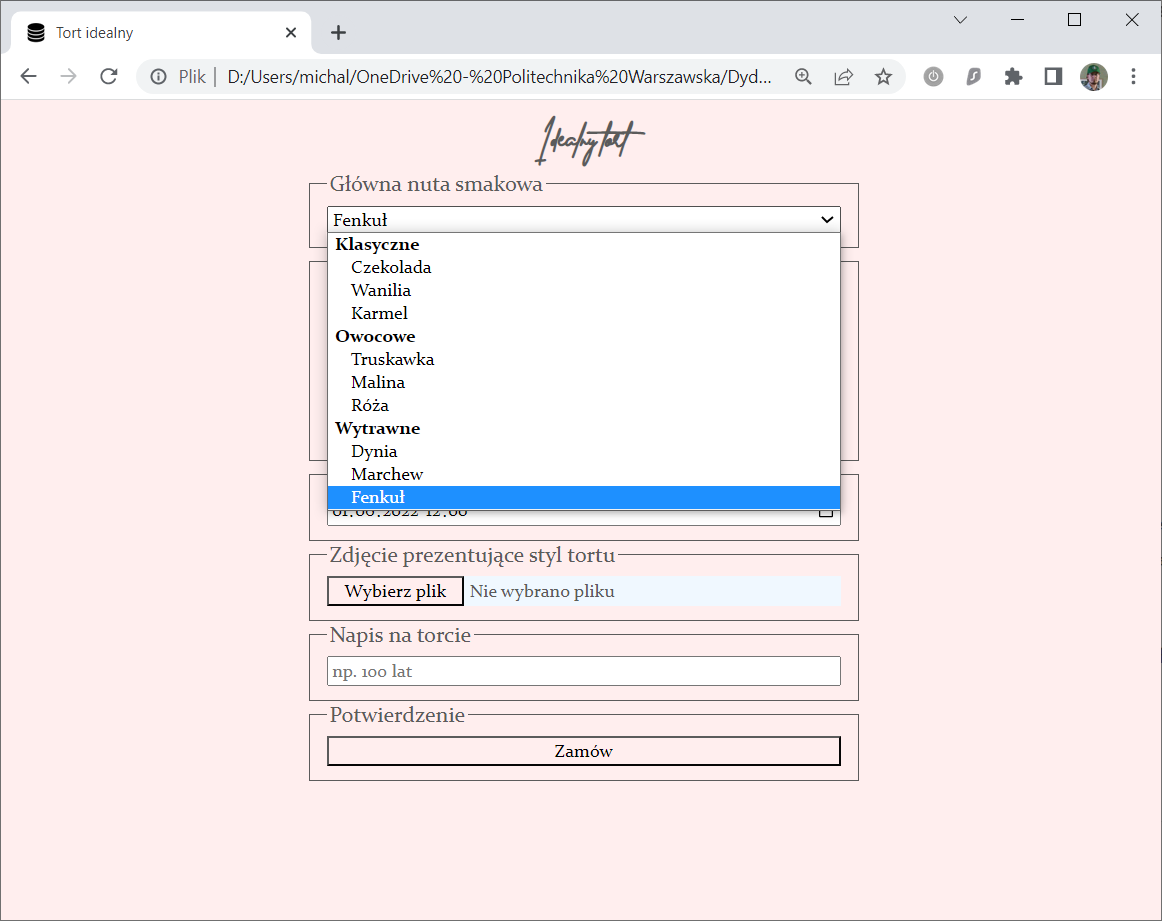 Tort idealny
Plik | D:/Users/michal/OneDrive%20-%20Politechnika%20Warszawska/Dyd...
Idealny tort
Główna nuta smakowa
Fenkuł
Klasyczne
Czekolada
Wanilia
Karmel
Owocowe
Truskawka
Malina
Róża
Wytrawne
Dynia
Marchew
Fenkuł
01.06.2022 12:00
Zdjęcie prezentujące styl tortu
Wybierz plik Nie wybrano pliku
Napis na torcie
np. 100 lat
Potwierdzenie
Zamów